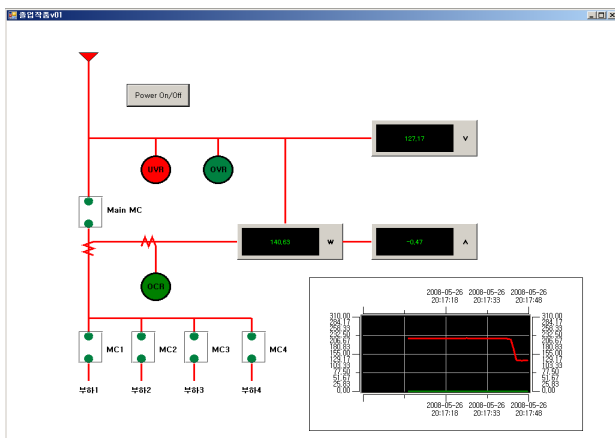 졸업작품v01
Power On/Off
127.17 V
UVR OVR
Main MC
140.63 W -0.47 A
OCR
MC1 MC2 MC3 MC4
부하1 부하2 부하3 부하4
2008-05-26 2008-05-26 2008-05-26
20:17:18 20:17:33 20:17:48
310.00 310.00
284.17 284.17
258.33 258.33
232.50 232.50
206.67 206.67
180.83 180.83
155.00 155.00
129.17 129.17
103.33 103.33
77.50 77.50
51.67 51.67
25.83 25.83
0.00 0.00
2008-05-26 2008-05-26 2008-05-26
20:17:18 20:17:33 20:17:48